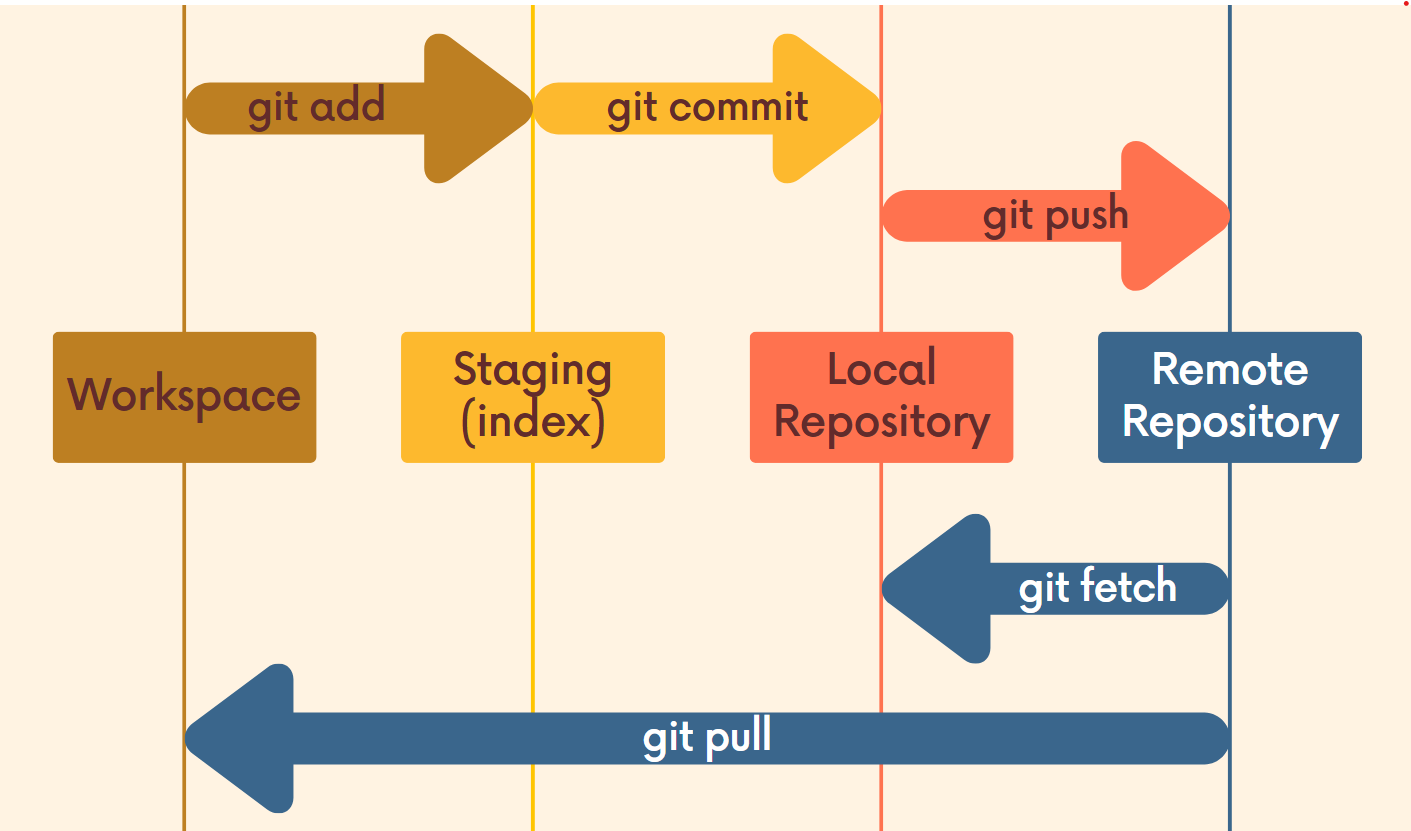 git add
git commit
git push
Workspace
Staging
(index)
Local
Repository
Remote
Repository
git fetch
git pull